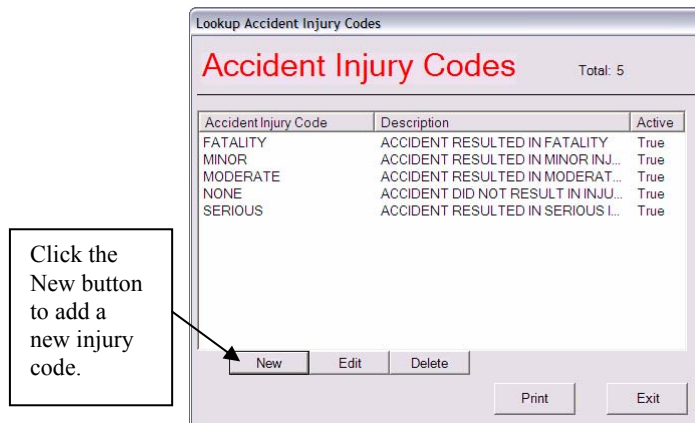 Lookup Accident Injury Codes
Accident Injury Codes
Total: 5
Accident Injury Code Description Active
FATALITY ACCIDENT RESULTED IN FATALITY True
MINOR ACCIDENT RESULTED IN MINOR INJ... True
MODERATE ACCIDENT RESULTED IN MODERAT... True
NONE ACCIDENT DID NOT RESULT IN INJU... True
SERIOUS ACCIDENT RESULTED IN SERIOUS I... True
Click the
New button
to add a
new injury
code.
New Edit Delete
Print Exit